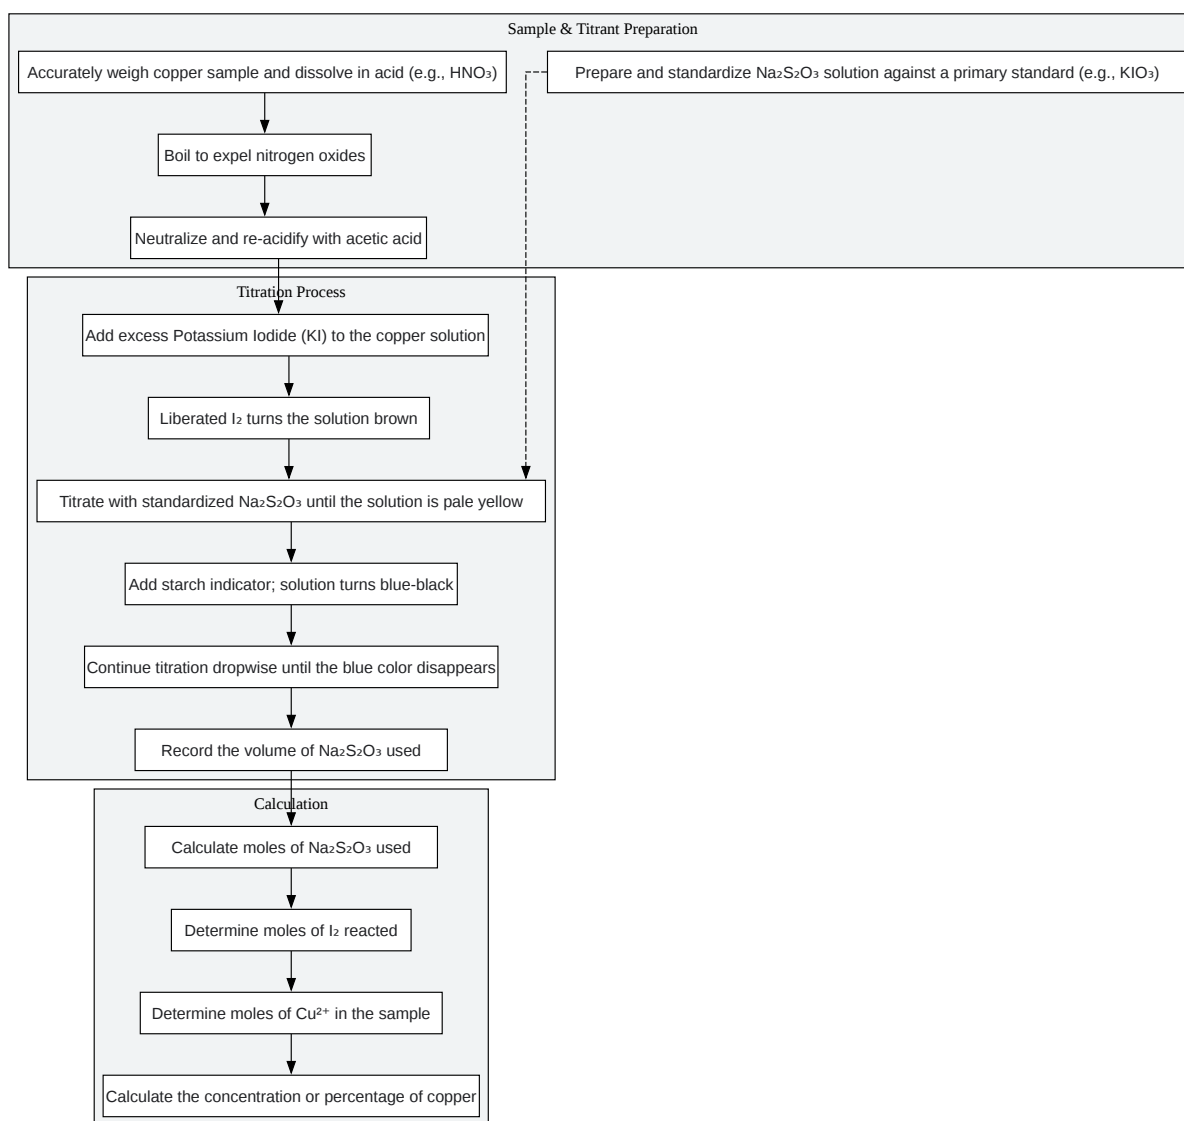 Sample & Titrant Preparation
Accurately weigh copper sample and dissolve in acid (e.g., HNO₃)
Prepare and standardize Na₂S₂O₃ solution against a primary standard (e.g., KIO₃)
Boil to expel nitrogen oxides
Neutralize and re-acidify with acetic acid
Titration Process
Add excess Potassium Iodide (KI) to the copper solution
Liberated I₂ turns the solution brown
Titrate with standardized Na₂S₂O₃ until the solution is pale yellow
Add starch indicator; solution turns blue-black
Continue titration dropwise until the blue color disappears
Record the volume of Na₂S₂O₃ used
Calculation
Calculate moles of Na₂S₂O₃ used
Determine moles of I₂ reacted
Determine moles of Cu²⁺ in the sample
Calculate the concentration or percentage of copper